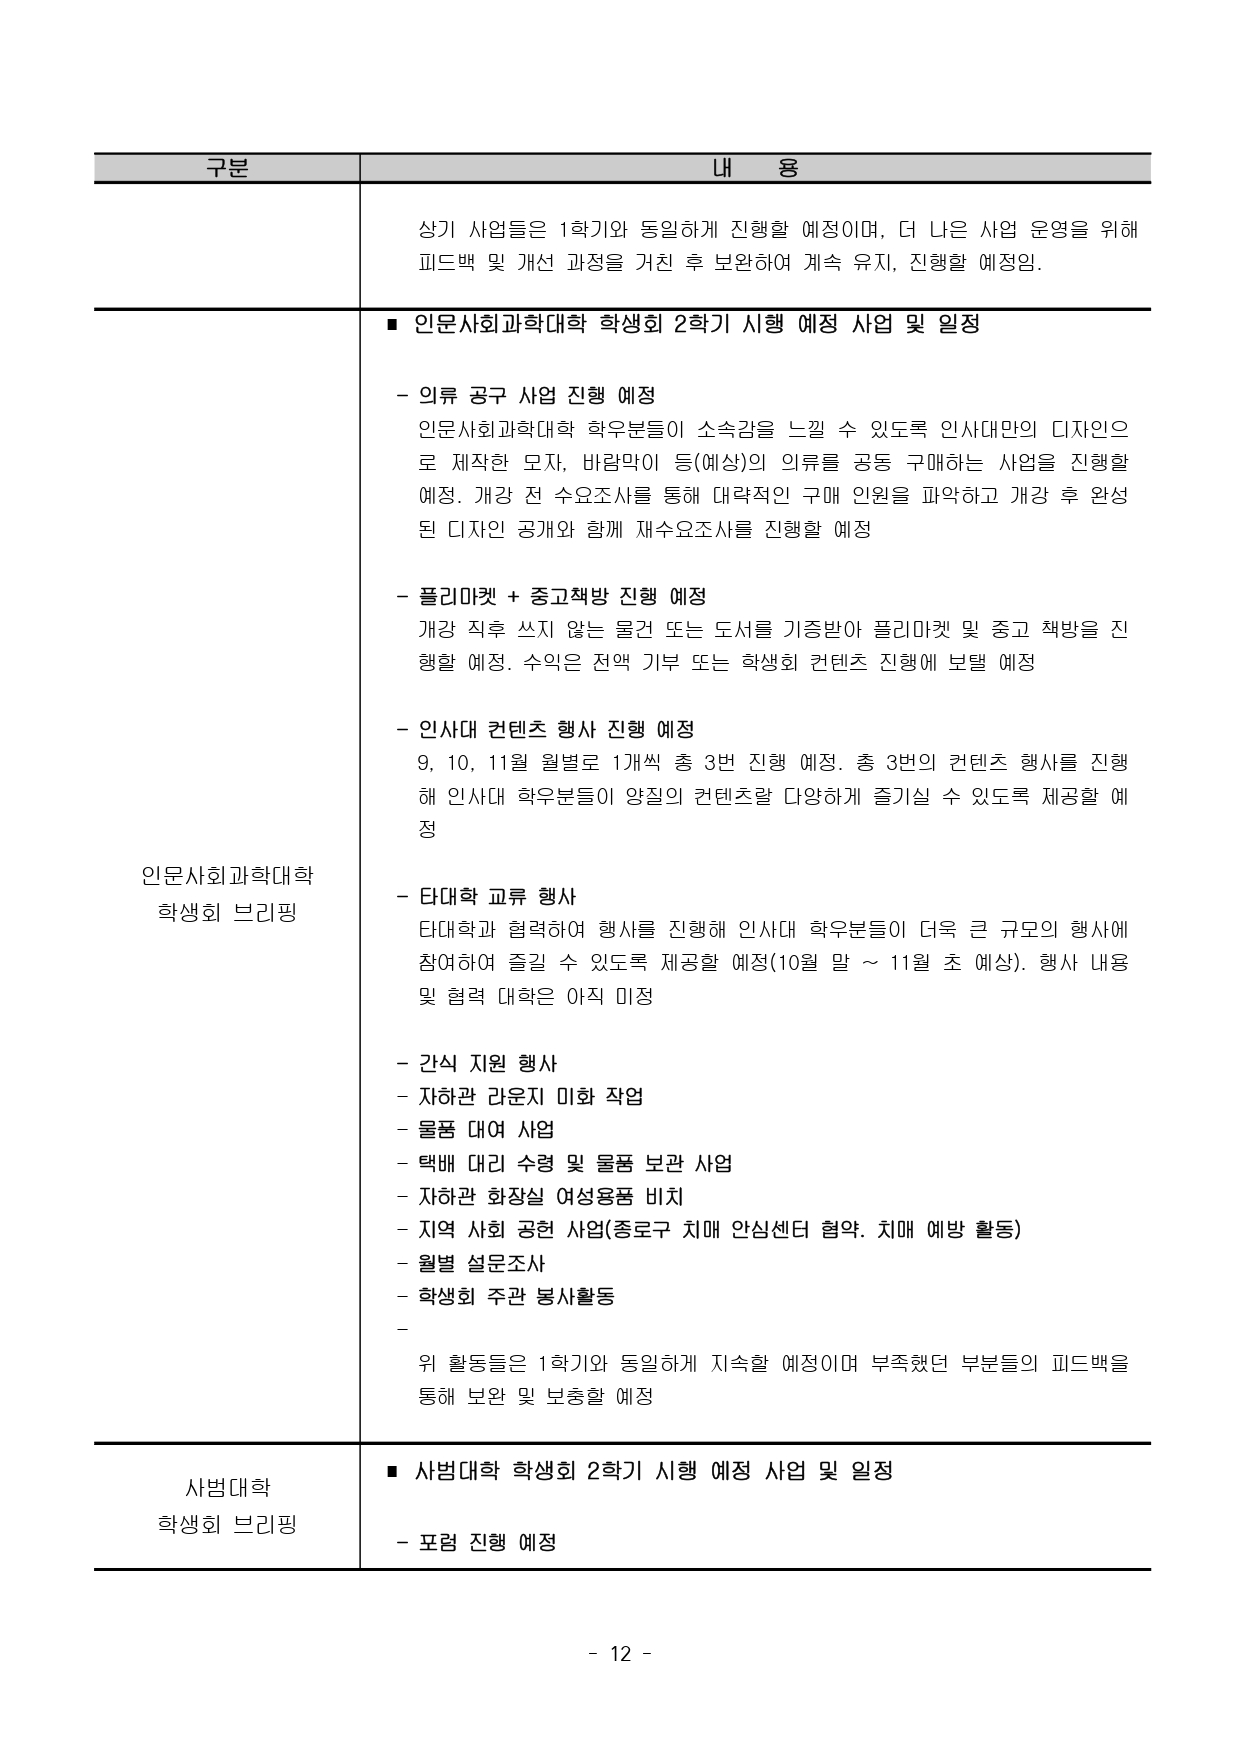 구분 내 용
상기 사업들은 1학기와 동일하게 진행할 예정이며, 더 나은 사업 운영을 위해
피드백 및 개선 과정을 거친 후 보완하여 계속 유지, 진행할 예정임.
인문사회과학대학
학생회 브리핑
■ 인문사회과학대학 학생회 2학기 시행 예정 사업 및 일정
- 의류 공구 사업 진행 예정
인문사회과학대학 학우분들이 소속감을 느낄 수 있도록 인사대만의 디자인으
로 제작한 모자, 바람막이 등(예상)의 의류를 공동 구매하는 사업을 진행할
예정. 개강 전 수요조사를 통해 대략적인 구매 인원을 파악하고 개강 후 완성
된 디자인 공개와 함께 재수요조사를 진행할 예정
- 플리마켓 + 중고책방 진행 예정
개강 직후 쓰지 않는 물건 또는 도서를 기증받아 플리마켓 및 중고 책방을 진
행할 예정. 수익은 전액 기부 또는 학생회 컨텐츠 진행에 보탤 예정
- 인사대 컨텐츠 행사 진행 예정
9, 10, 11월 월별로 1개씩 총 3번 진행 예정. 총 3번의 컨텐츠 행사를 진행
해 인사대 학우분들이 양질의 컨텐츠랄 다양하게 즐기실 수 있도록 제공할 예
정
- 타대학 교류 행사
타대학과 협력하여 행사를 진행해 인사대 학우분들이 더욱 큰 규모의 행사에
참여하여 즐길 수 있도록 제공할 예정(10월 말 ~ 11월 초 예상). 행사 내용
및 협력 대학은 아직 미정
- 간식 지원 행사
- 자하관 라운지 미화 작업
- 물품 대여 사업
- 택배 대리 수령 및 물품 보관 사업
- 자하관 화장실 여성용품 비치
- 지역 사회 공헌 사업(종로구 치매 안심센터 협약. 치매 예방 활동)
- 월별 설문조사
- 학생회 주관 봉사활동
-
위 활동들은 1학기와 동일하게 지속할 예정이며 부족했던 부분들의 피드백을
통해 보완 및 보충할 예정
사범대학
학생회 브리핑
■ 사범대학 학생회 2학기 시행 예정 사업 및 일정
- 포럼 진행 예정
- 12 -